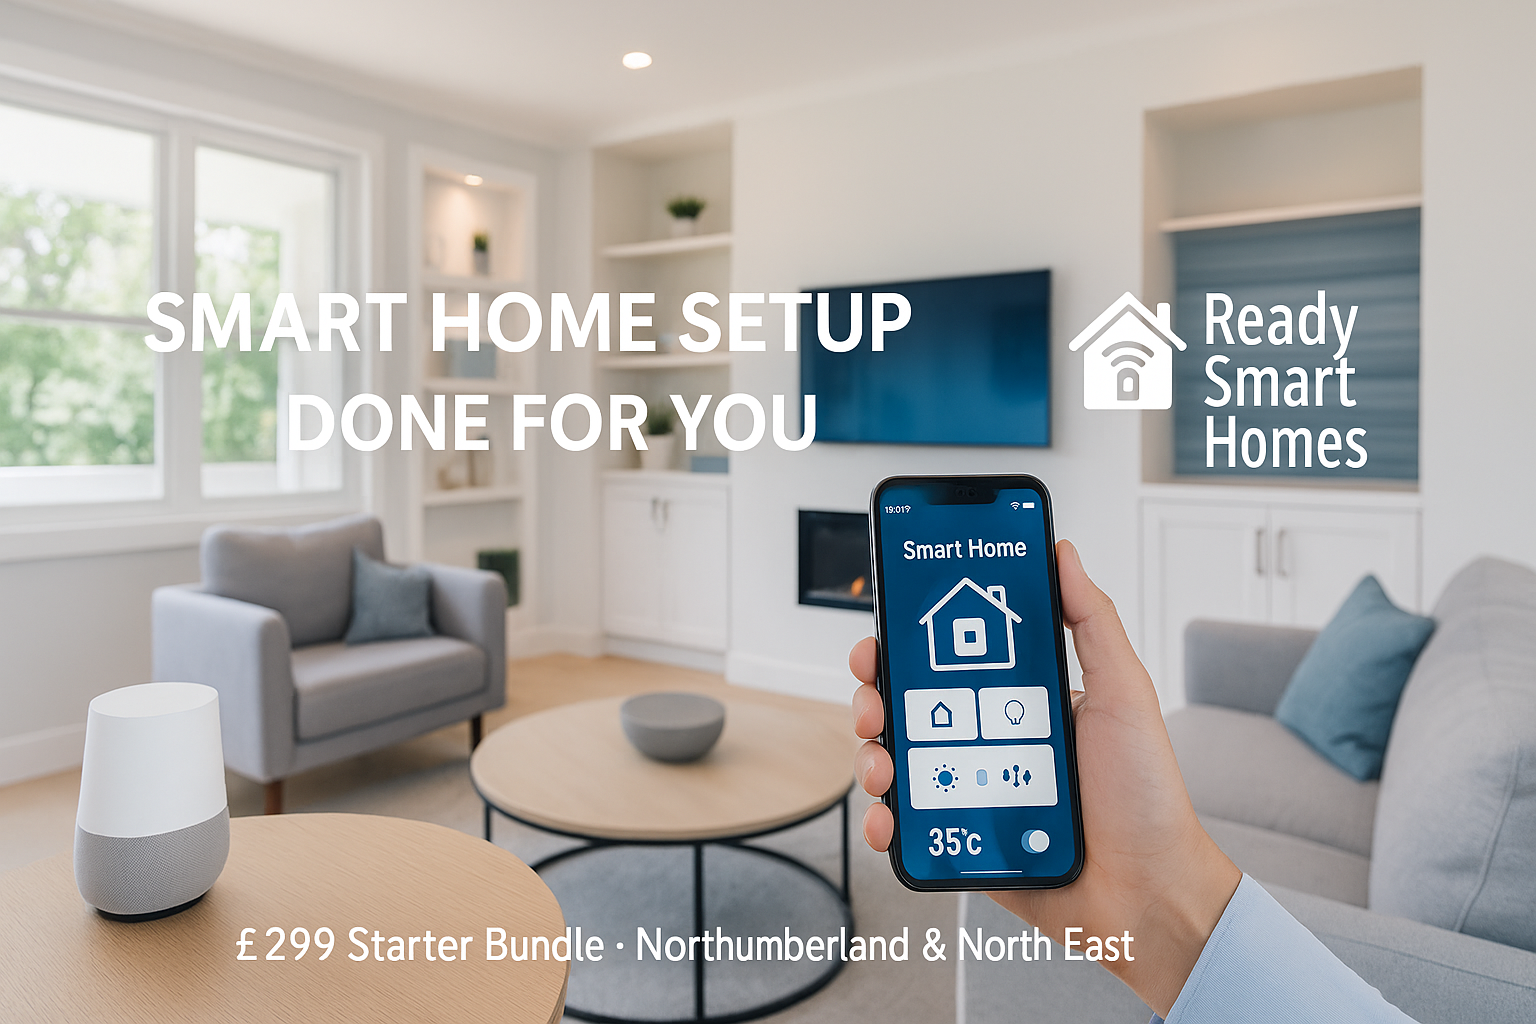 SMART HOME SETUP
DONE FOR YOU
Ready
Smart
Homes
19:01
Smart Home
35°c
£299 Starter Bundle · Northumberland & North East